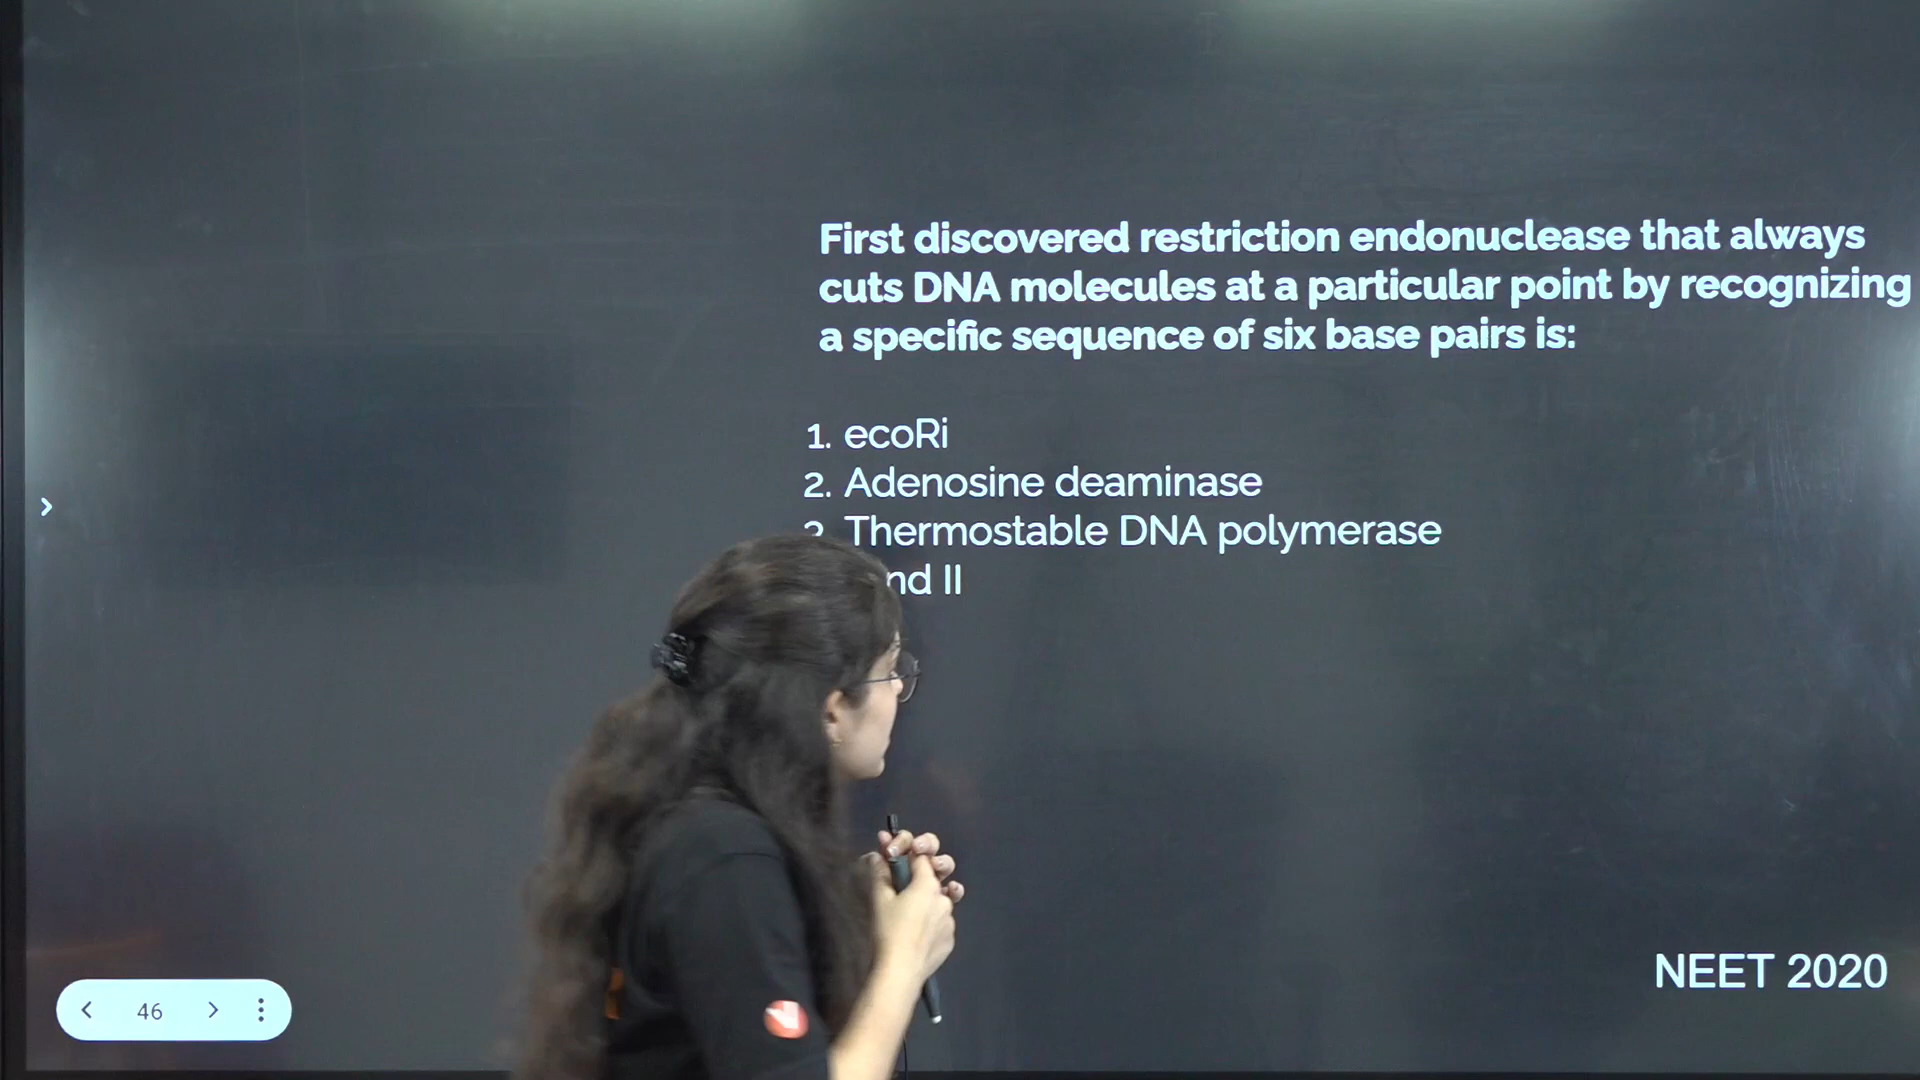 First discovered restriction endonuclease that always
cuts DNA molecules at a particular point by recognizing
a specific sequence of six base pairs is:
1. ecoRi
2. Adenosine deaminase
Thermostable DNA polymerase
II
NEET 2020
46